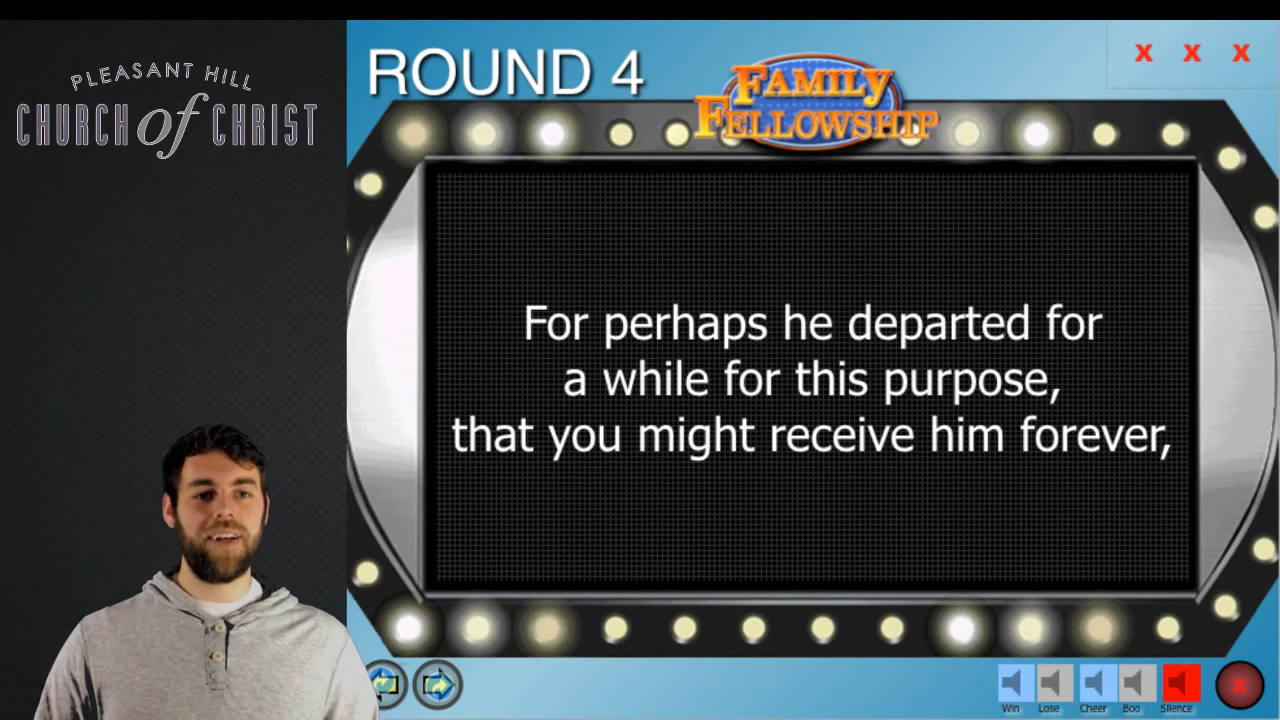 PLEASANT HILL
CHURCH of CHRIST
ROUND 4
FAMILY
FELLOWSHIP
X X X
For perhaps he departed for
a while for this purpose,
that you might receive him forever,
Win Lose Cheer Boo Silence
X